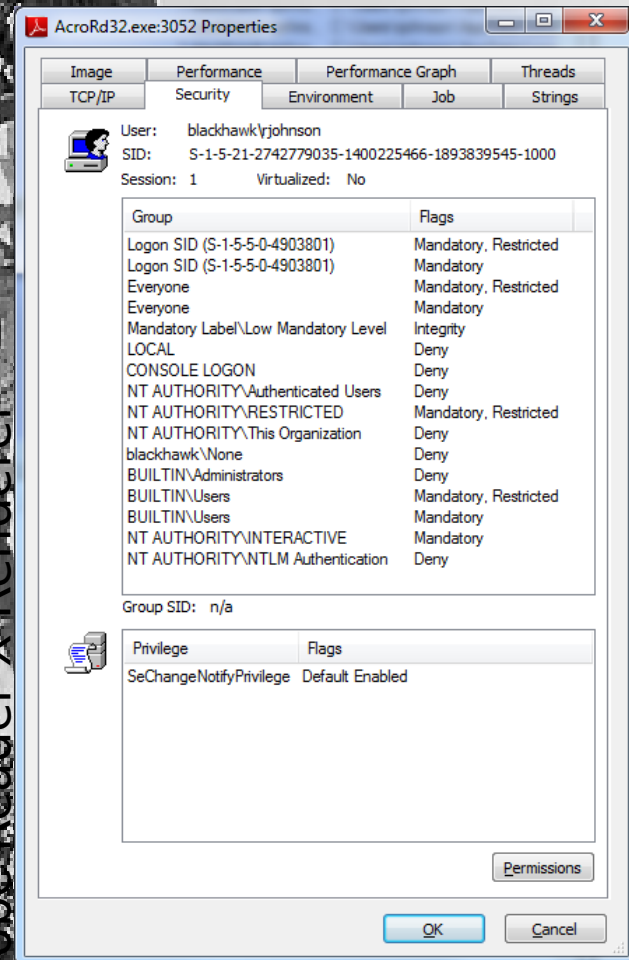 AcroRd32.exe:3052 Properties
Image Performance Performance Graph Threads
TCP/IP Security Environment Job Strings
User: blackhawk\rjohnson
SID: S-1-5-21-2742779035-1400225466-1893839545-1000
Session: 1 Virtualized: No
Group Flags
Logon SID (S-1-5-5-0-4903801) Mandatory, Restricted
Logon SID (S-1-5-5-0-4903801) Mandatory
Everyone Mandatory, Restricted
Everyone Mandatory
Mandatory Label\Low Mandatory Level Integrity
LOCAL Deny
CONSOLE LOGON Deny
NT AUTHORITY\Authenticated Users Deny
NT AUTHORITY\RESTRICTED Mandatory, Restricted
NT AUTHORITY\This Organization Deny
blackhawk\None Deny
BUILTIN\Administrators Deny
BUILTIN\Users Mandatory, Restricted
BUILTIN\Users Mandatory
NT AUTHORITY\INTERACTIVE Mandatory
NT AUTHORITY\NTLM Authentication Deny
Group SID: n/a
Privilege Flags
SeChangeNotifyPrivilege Default Enabled
Permissions
OK Cancel